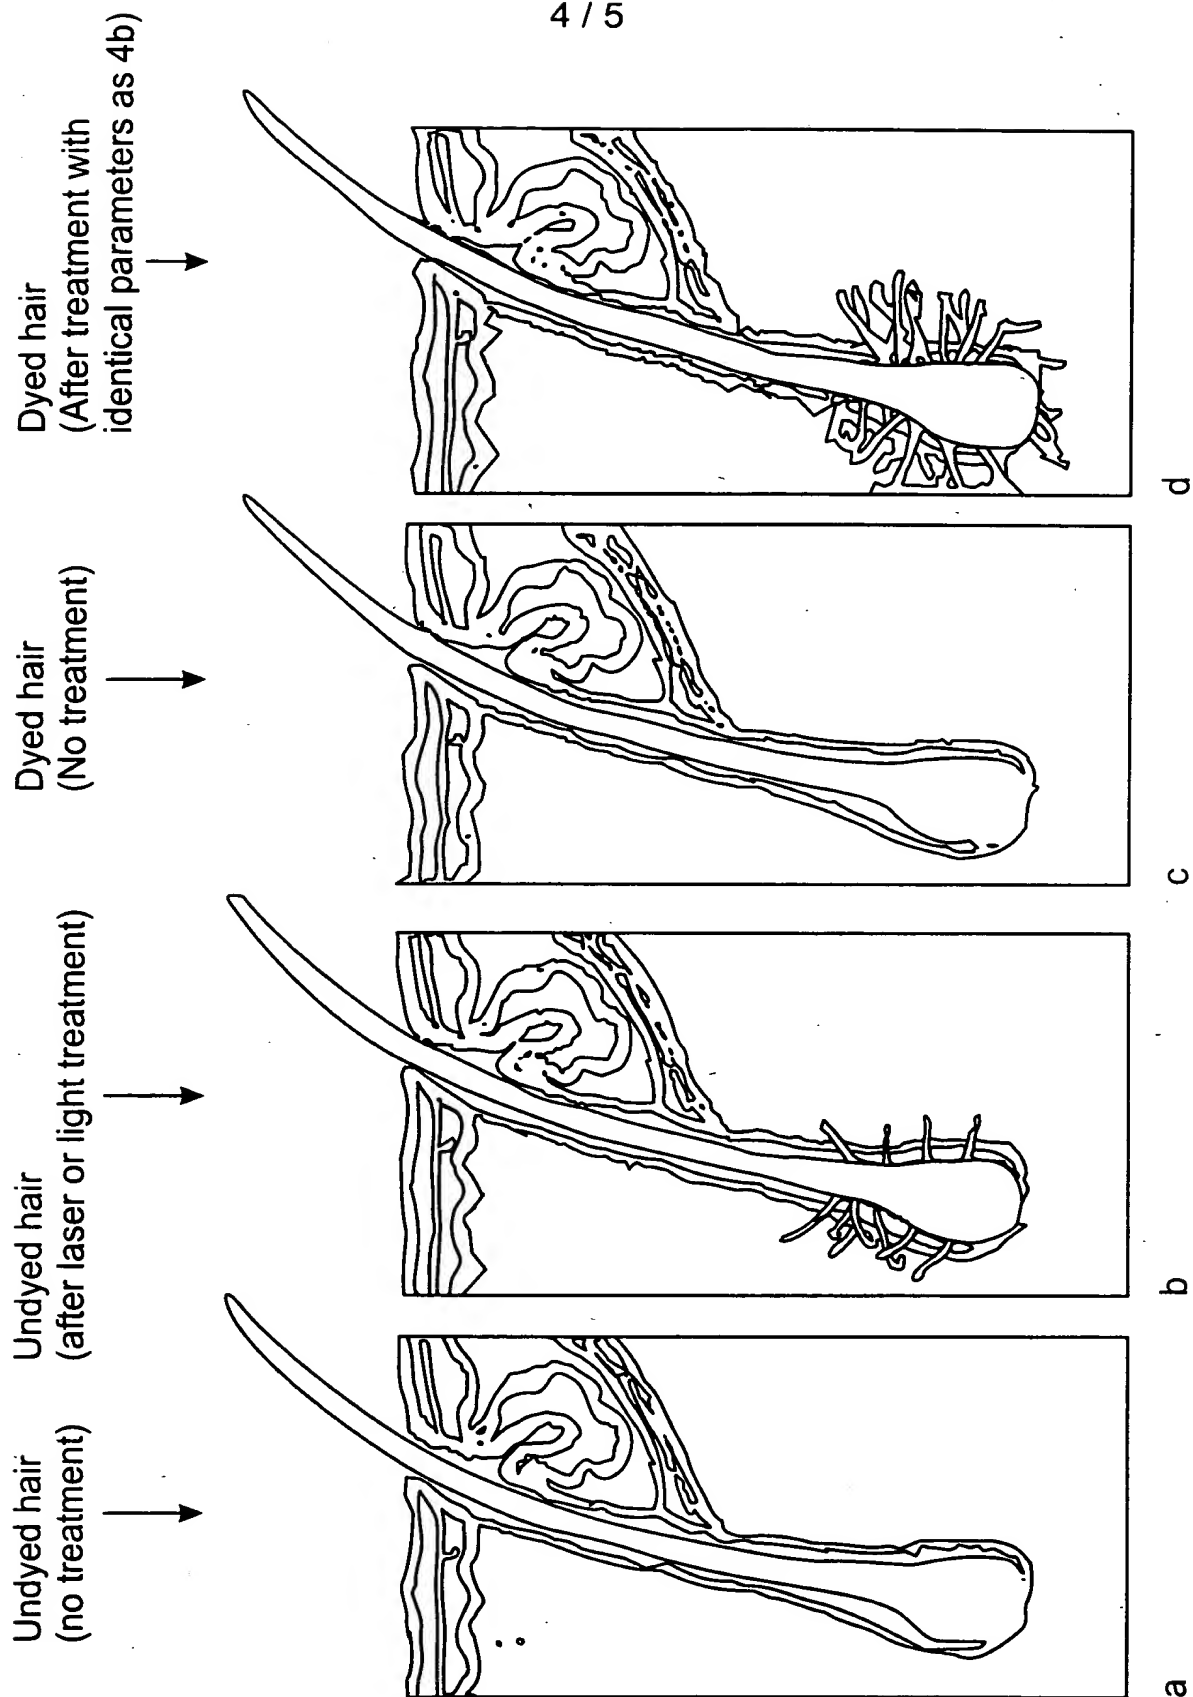 4 / 5
Undyed hair
(no treatment)
Undyed hair
(after laser or light treatment)
Dyed hair
(No treatment)
Dyed hair
(After treatment with
identical parameters as 4b)
a
b
c
d